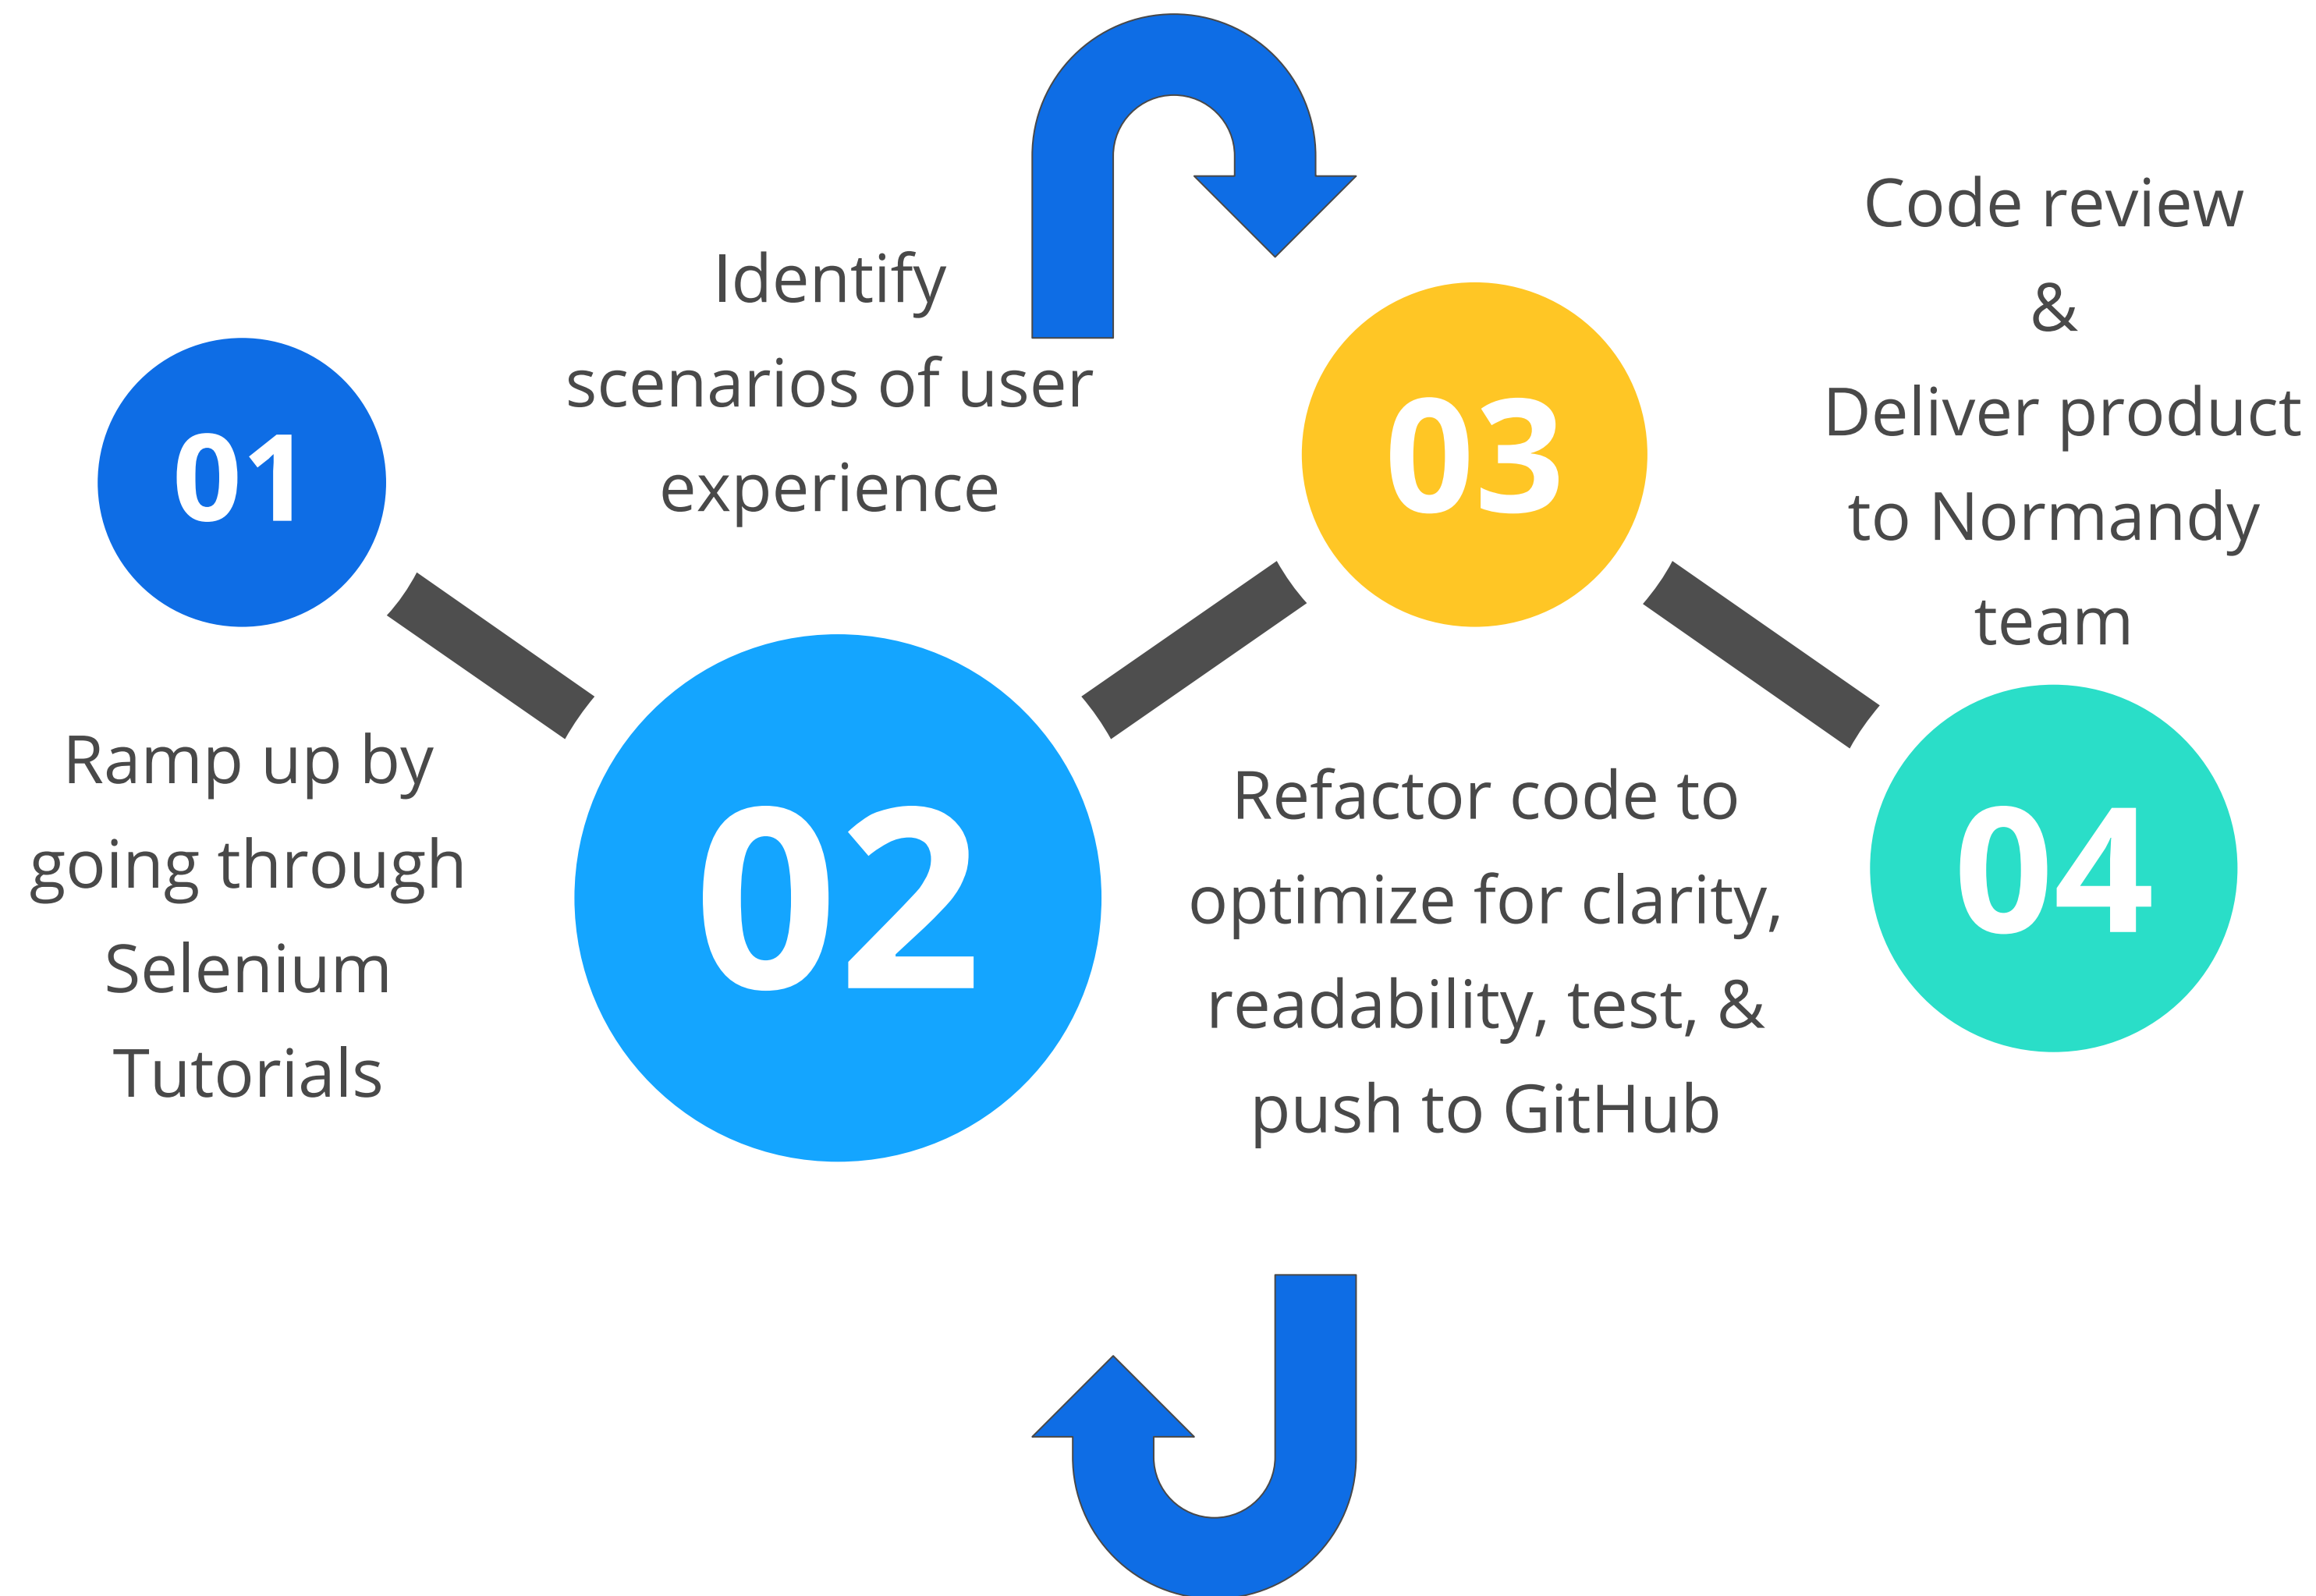 01
Ramp up by
going through
Selenium
Tutorials
Identify
scenarios of user
experience
02
03
Refactor code to
optimize for clarity,
readability, test, &
push to GitHub
Code review
&
Deliver product
to Normandy
team
04